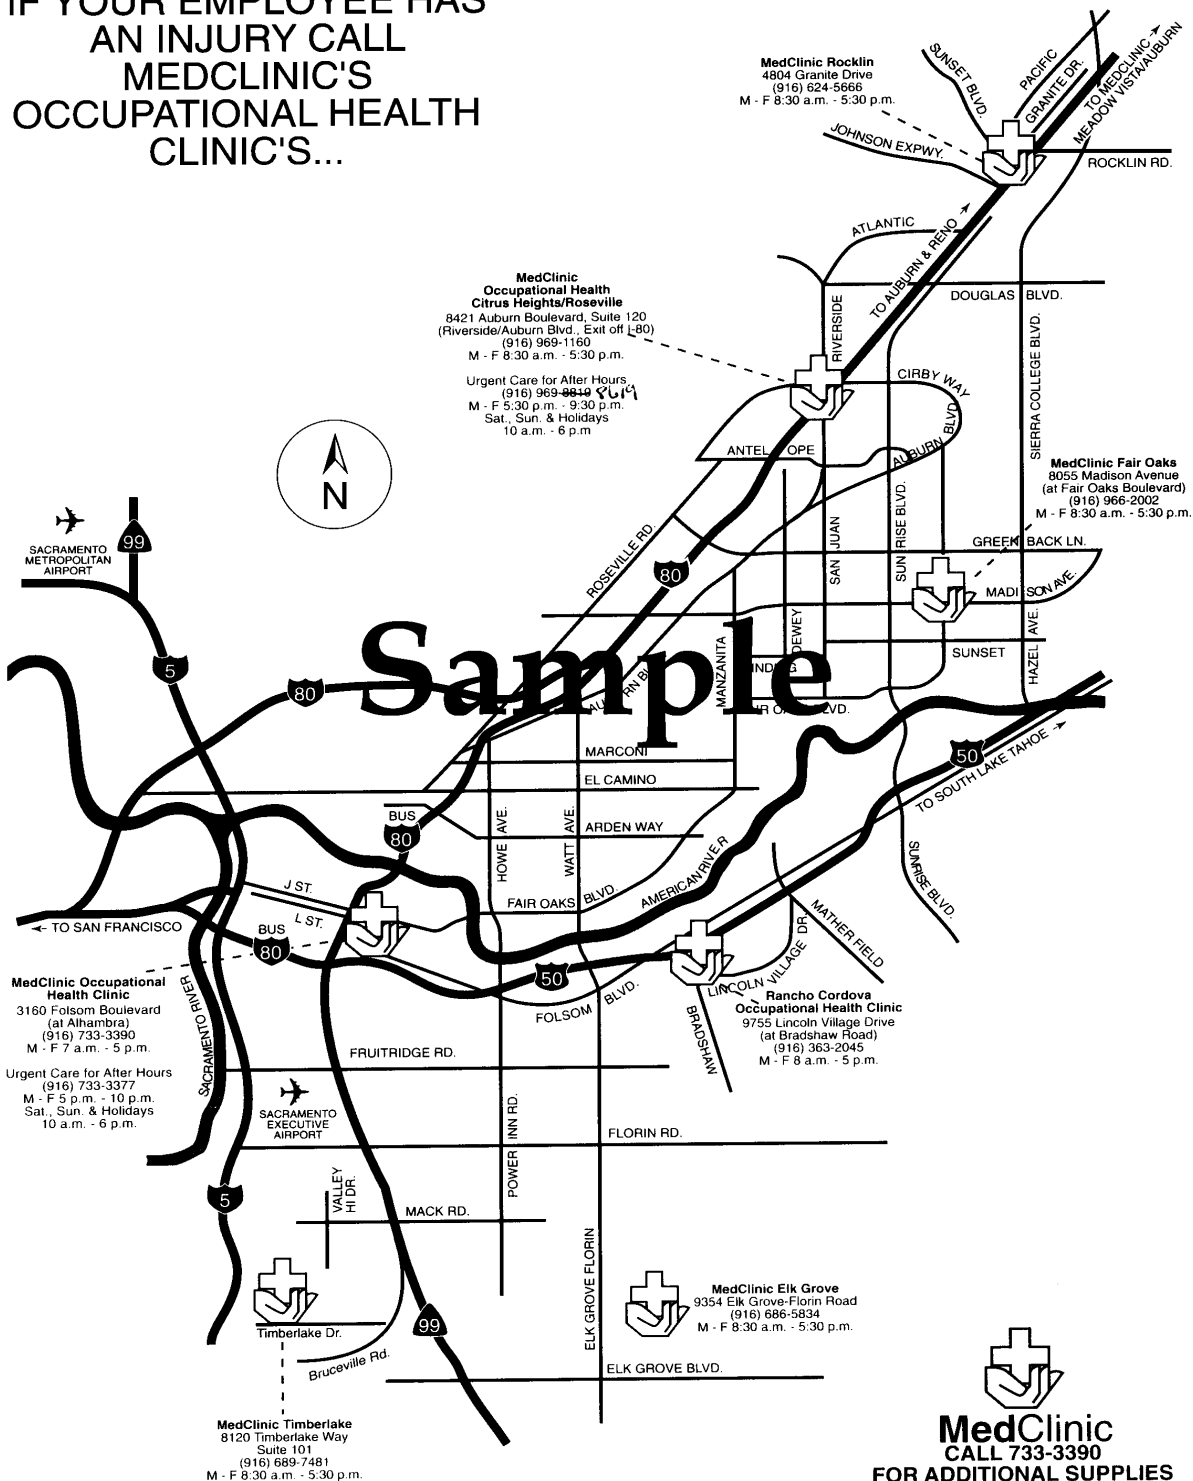 IF YOUR EMPLOYEE HAS
AN INJURY CALL
MEDCLINIC'S
OCCUPATIONAL HEALTH
CLINIC'S...
MedClinic Rocklin
4804 Granite Drive
(916) 624-5666
M - F 8:30 a.m. - 5:30 p.m.
SUNSET BLVD.
PACIFIC
GRANITE DR.
TO MEDCLINIC
MEADOW VISTA/AUBURN
JOHNSON EXPWY.
ROCKLIN RD.
ATLANTIC
TO AUBURN & RENO
DOUGLAS BLVD.
RIVERSIDE
SIERRA COLLEGE BLVD.
MedClinic
Occupational Health
Citrus Heights/Roseville
8421 Auburn Boulevard, Suite 120
(Riverside/Auburn Blvd., Exit off I-80)
(916) 969-1160
M - F 8:30 a.m. - 5:30 p.m.
Urgent Care for After Hours
(916) 969-8819 8619
M - F 5:30 p.m. - 9:30 p.m.
Sat., Sun. & Holidays
10 a.m. - 6 p.m
CIRBY WAY
ANTELOPE
AUBURN BLVD.
N
MedClinic Fair Oaks
8055 Madison Avenue
(at Fair Oaks Boulevard)
(916) 966-2002
M - F 8:30 a.m. - 5:30 p.m.
SACRAMENTO
METROPOLITAN
AIRPORT
99
ROSEVILLE RD.
80
SAN JUAN
SUNRISE BLVD.
GREENBACK LN.
MADISON AVE.
HAZEL AVE.
SUNSET
DEWEY
MANZANITA
5
80
Sample
MARCONI
EL CAMINO
BUS
80
ARDEN WAY
HOWE AVE.
WATT AVE.
50
TO SOUTH LAKE TAHOE
SUNRISE BLVD.
J ST.
L ST.
FAIR OAKS BLVD.
AMERICAN RIVER
← TO SAN FRANCISCO
BUS
80
50
FOLSOM BLVD.
MATHER FIELD
LINCOLN VILLAGE DR.
BRADSHAW
MedClinic Occupational
Health Clinic
3160 Folsom Boulevard
(at Alhambra)
(916) 733-3390
M - F 7 a.m. - 5 p.m.
Urgent Care for After Hours
(916) 733-3377
M - F 5 p.m. - 10 p.m.
Sat., Sun. & Holidays
10 a.m. - 6 p.m.
SACRAMENTO RIVER
Rancho Cordova
Occupational Health Clinic
9755 Lincoln Village Drive
(at Bradshaw Road)
(916) 363-2045
M - F 8 a.m. - 5 p.m.
FRUITRIDGE RD.
SACRAMENTO
EXECUTIVE
AIRPORT
FLORIN RD.
POWER INN RD.
VALLEY
HI DR.
5
MACK RD.
ELK GROVE FLORIN
MedClinic Elk Grove
9354 Elk Grove-Florin Road
(916) 686-5834
M - F 8:30 a.m. - 5:30 p.m.
Timberlake Dr.
Bruceville Rd.
99
ELK GROVE BLVD.
MedClinic Timberlake
8120 Timberlake Way
Suite 101
(916) 689-7481
M - F 8:30 a.m. - 5:30 p.m.
MedClinic
CALL 733-3390
FOR ADDITIONAL SUPPLIES